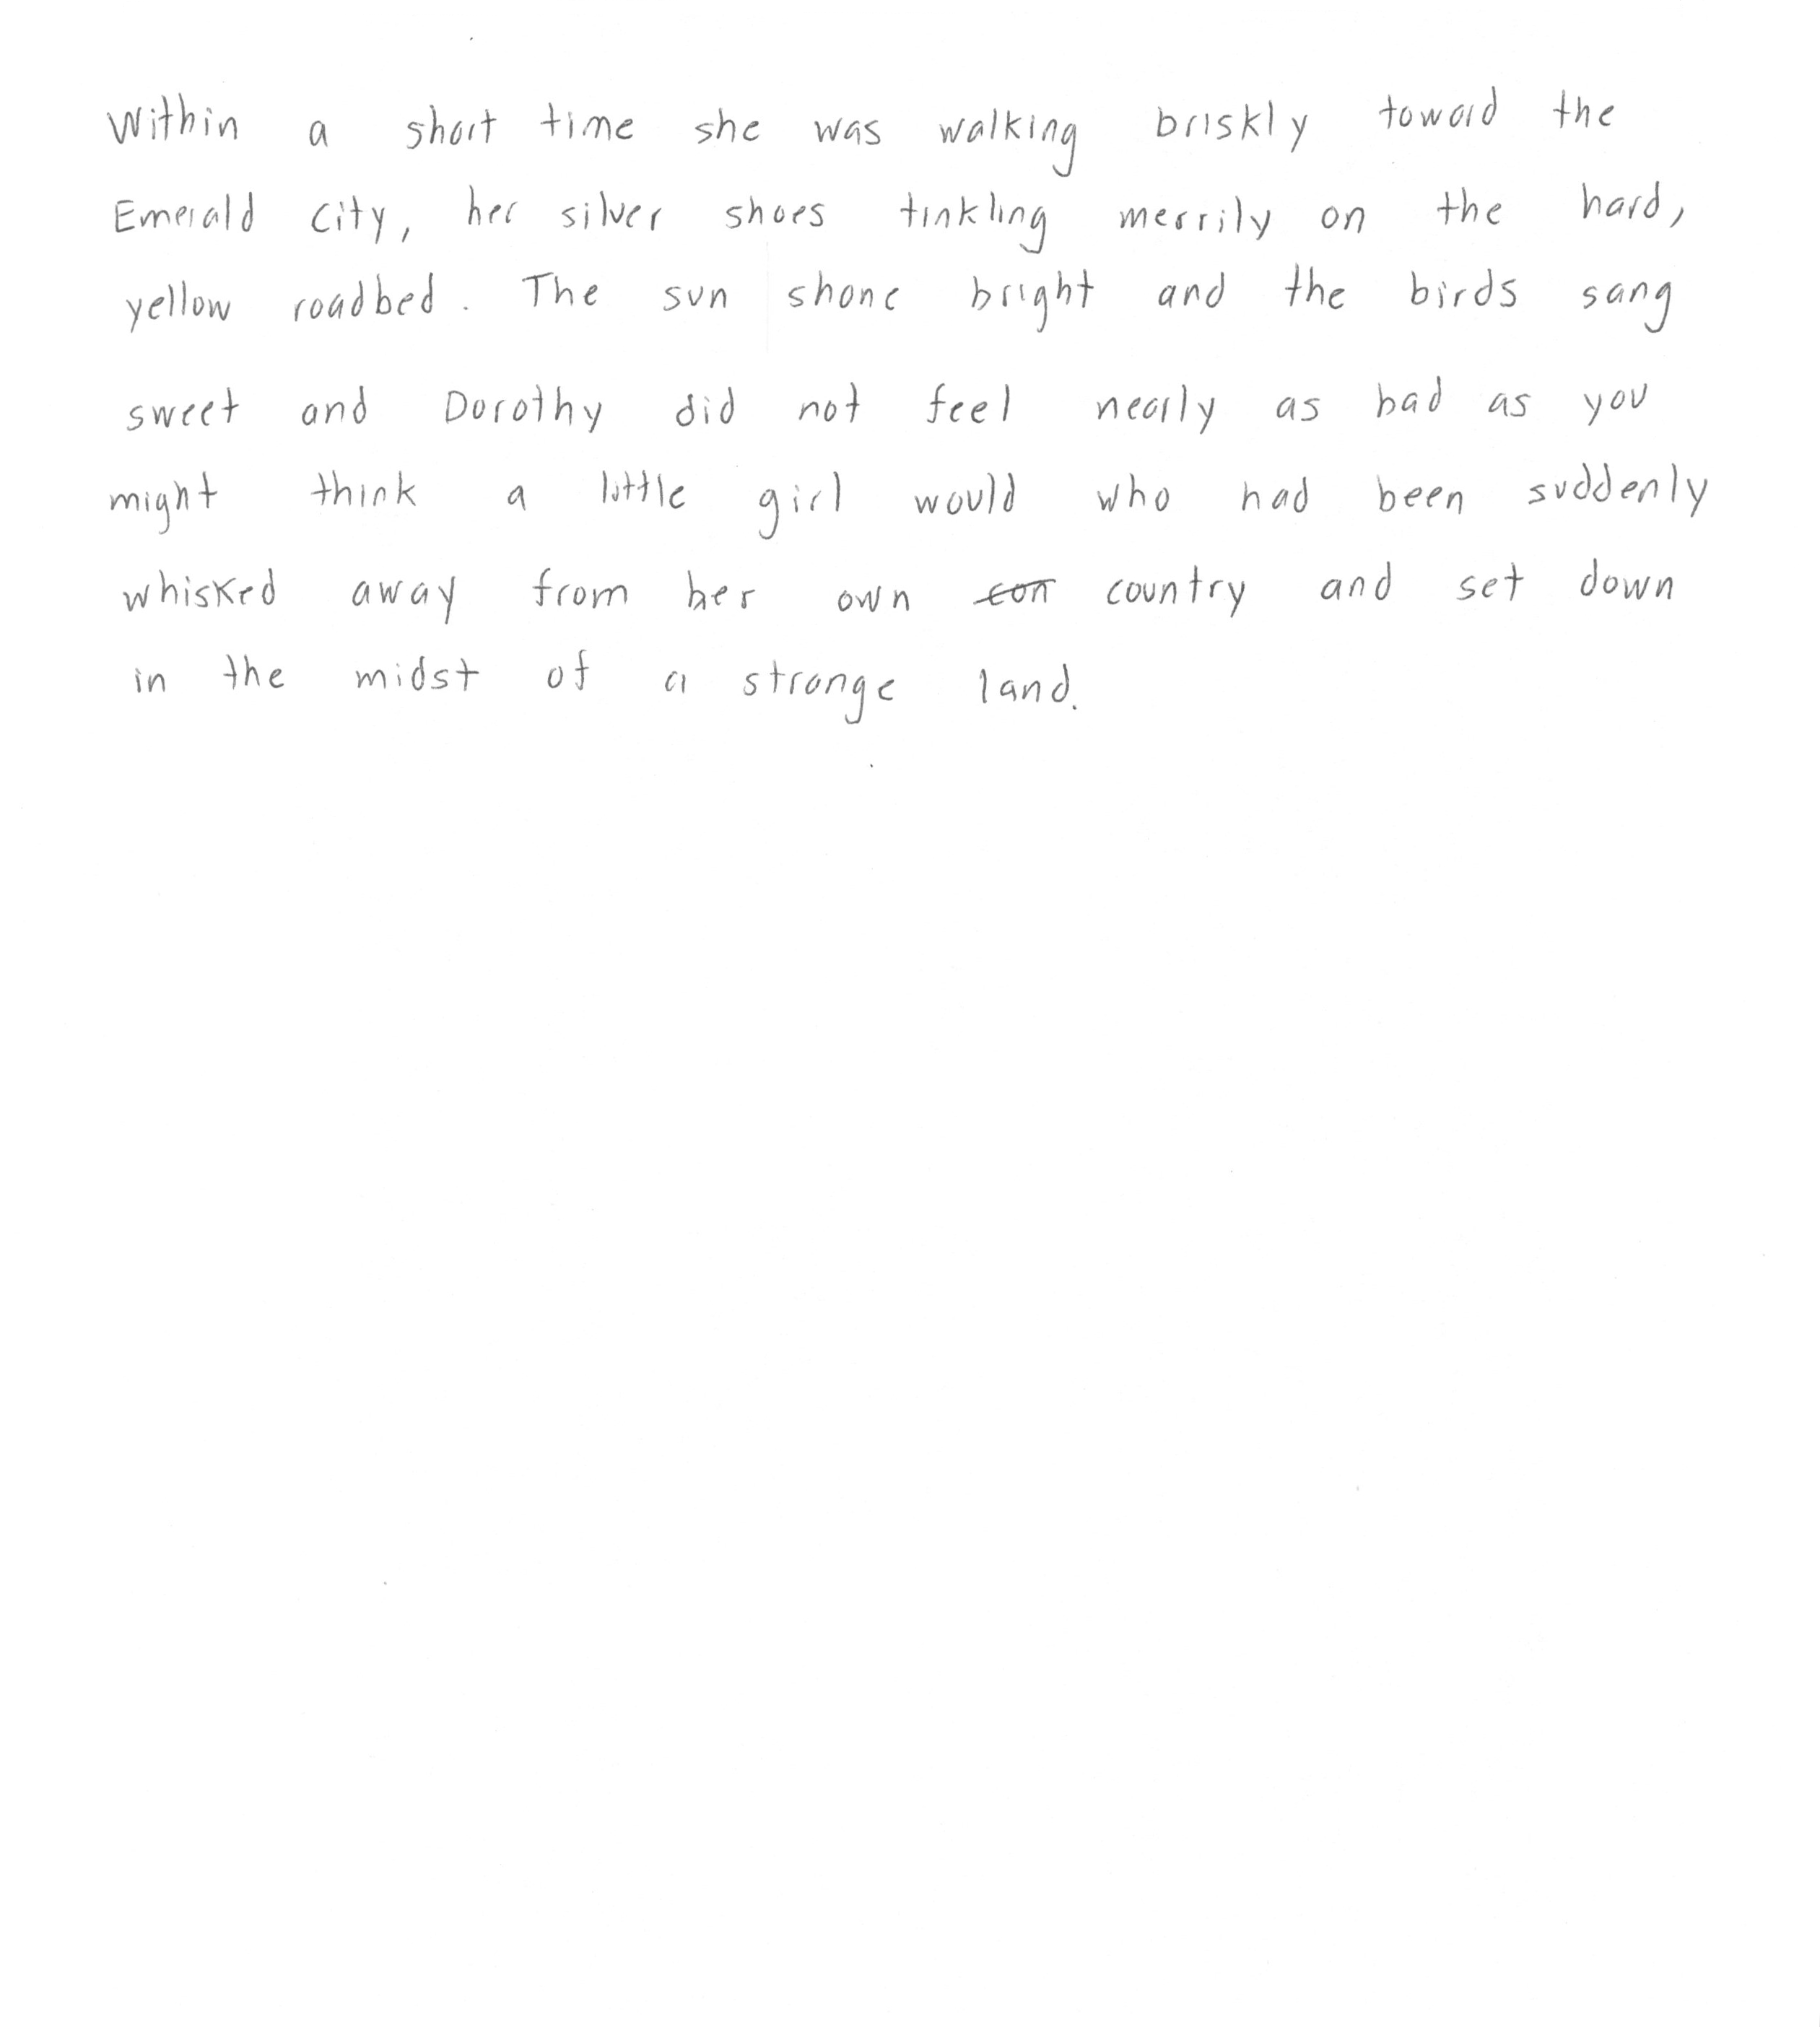 Within a short time she was walking briskly toward the
Emerald City, her silver shoes tinkling merrily on the hard,
yellow roadbed. The sun shone bright and the birds sang
sweet and Dorothy did not feel nearly as bad as you
might think a little girl would who had been suddenly
whisked away from her own con country and set down
in the midst of a strange land.